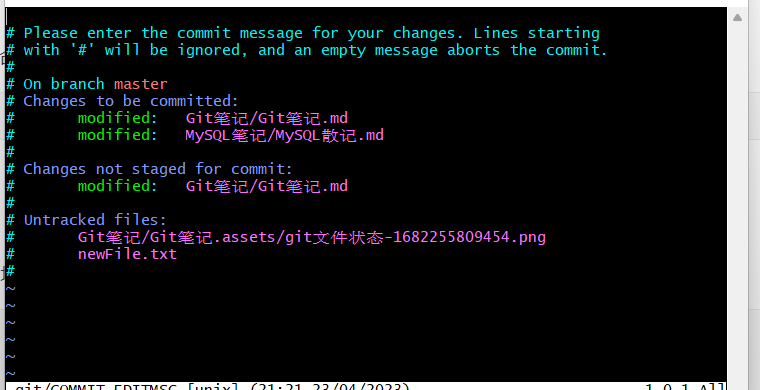 # Please enter the commit message for your changes. Lines starting
# with '#' will be ignored, and an empty message aborts the commit.
#
# On branch master
# Changes to be committed:
#       modified:   Git笔记/Git笔记.md
#       modified:   MySQL笔记/MySQL散记.md
#
# Changes not staged for commit:
#       modified:   Git笔记/Git笔记.md
#
# Untracked files:
#       Git笔记/Git笔记.assets/git文件状态-1682255809454.png
#       newFile.txt
#
~
~
~
~
~
~
.git/COMMIT_EDITMSG [unix] (21:21 23/04/2023) 1,0-1 All